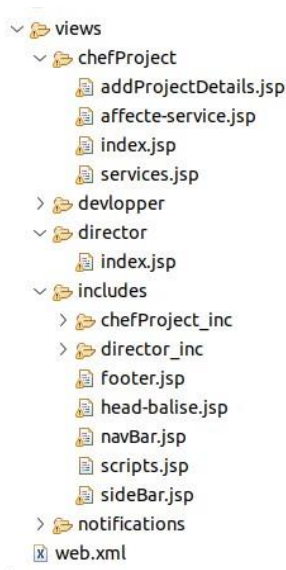 views
chefProject
addProjectDetails.jsp
affecte-service.jsp
index.jsp
services.jsp
devlopper
director
index.jsp
includes
chefProject_inc
director_inc
footer.jsp
head-balise.jsp
navBar.jsp
scripts.jsp
sideBar.jsp
notifications
web.xml